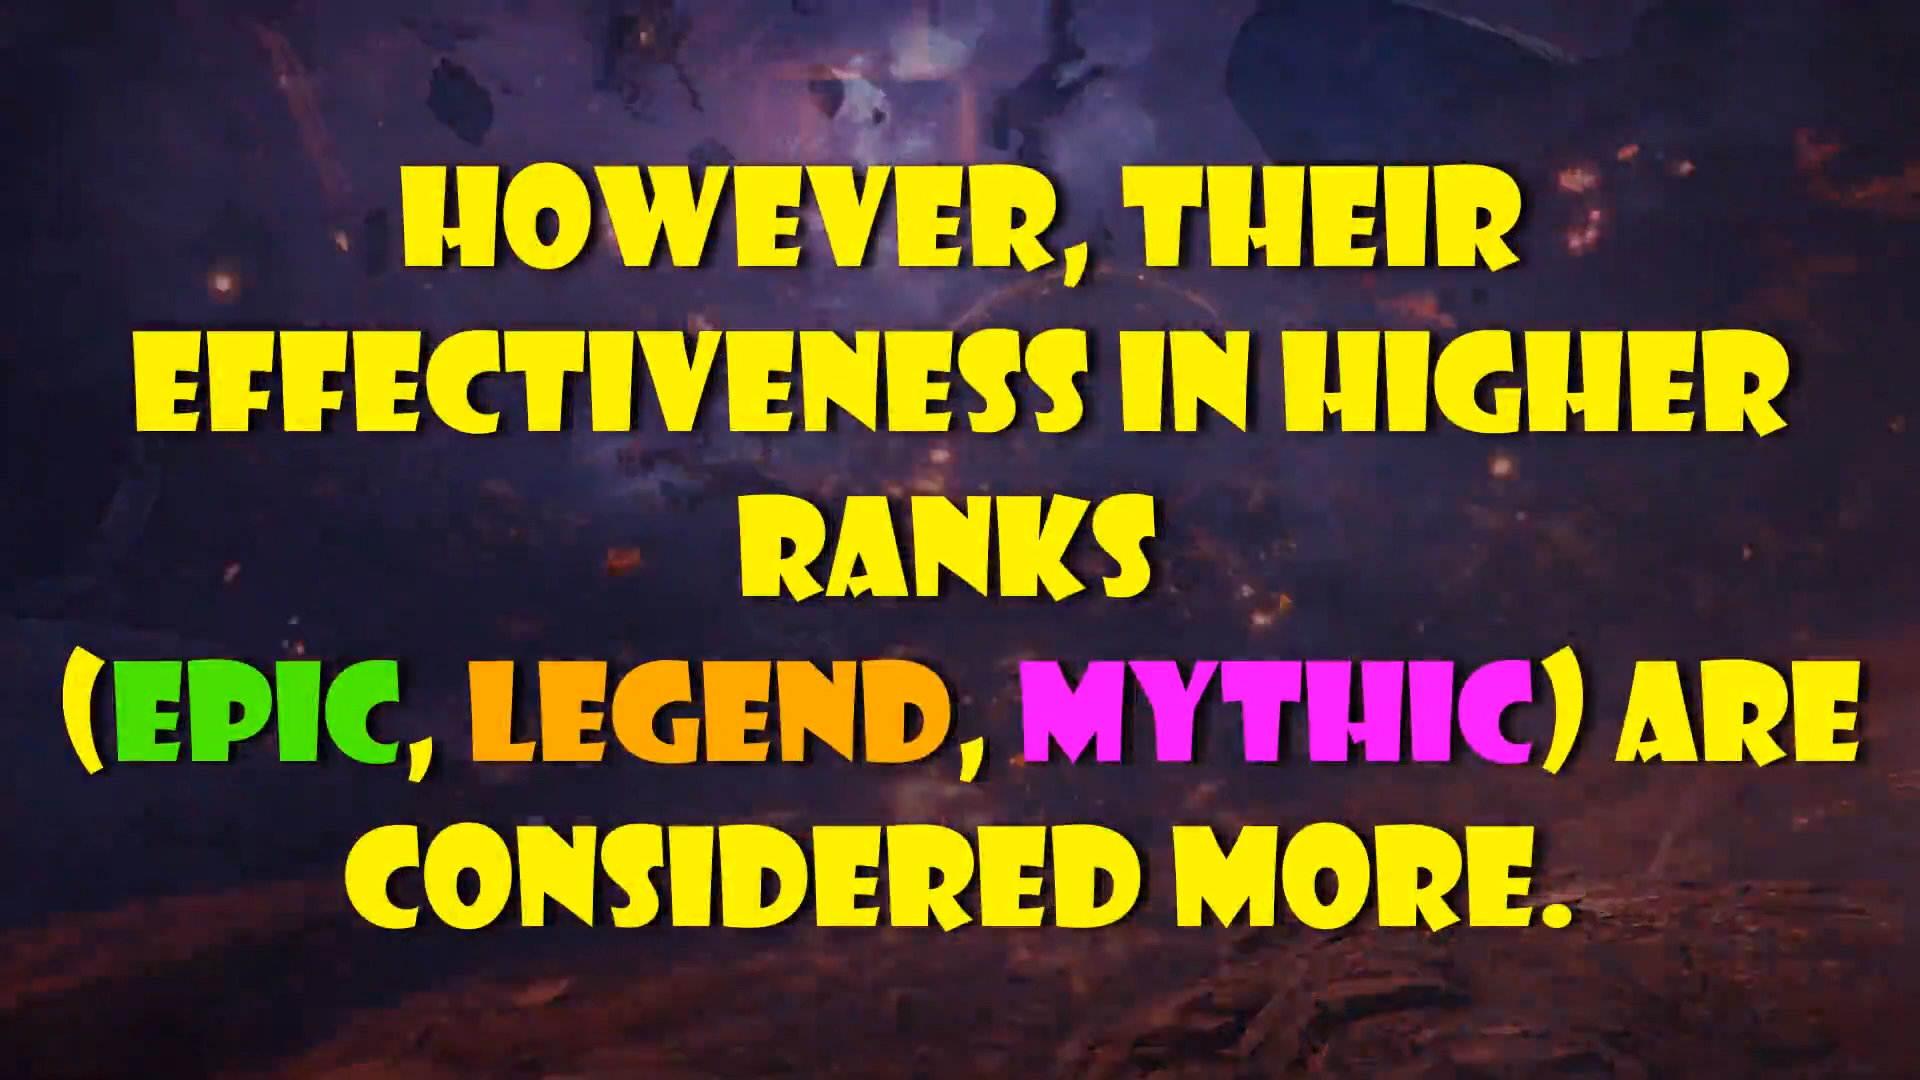 HOWEVER, THEIR
EFFECTIVENESS IN HIGHER
RANKS
(EPIC, LEGEND, MYTHIC) ARE
CONSIDERED MORE.